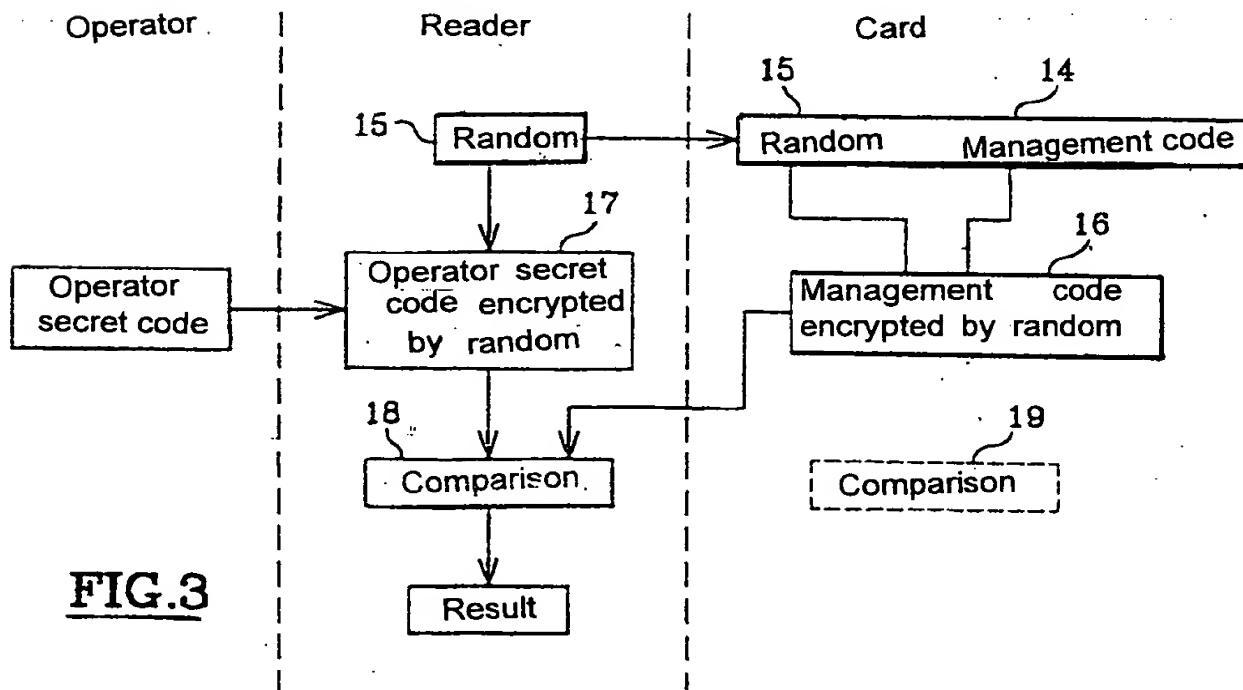 Operator
Reader
Card
15
Random
15
14
Random Management code
17
16
Operator
secret code
Operator secret
code encrypted
by random
Management code
encrypted by random
18
Comparison
19
Comparison
Result
FIG.3